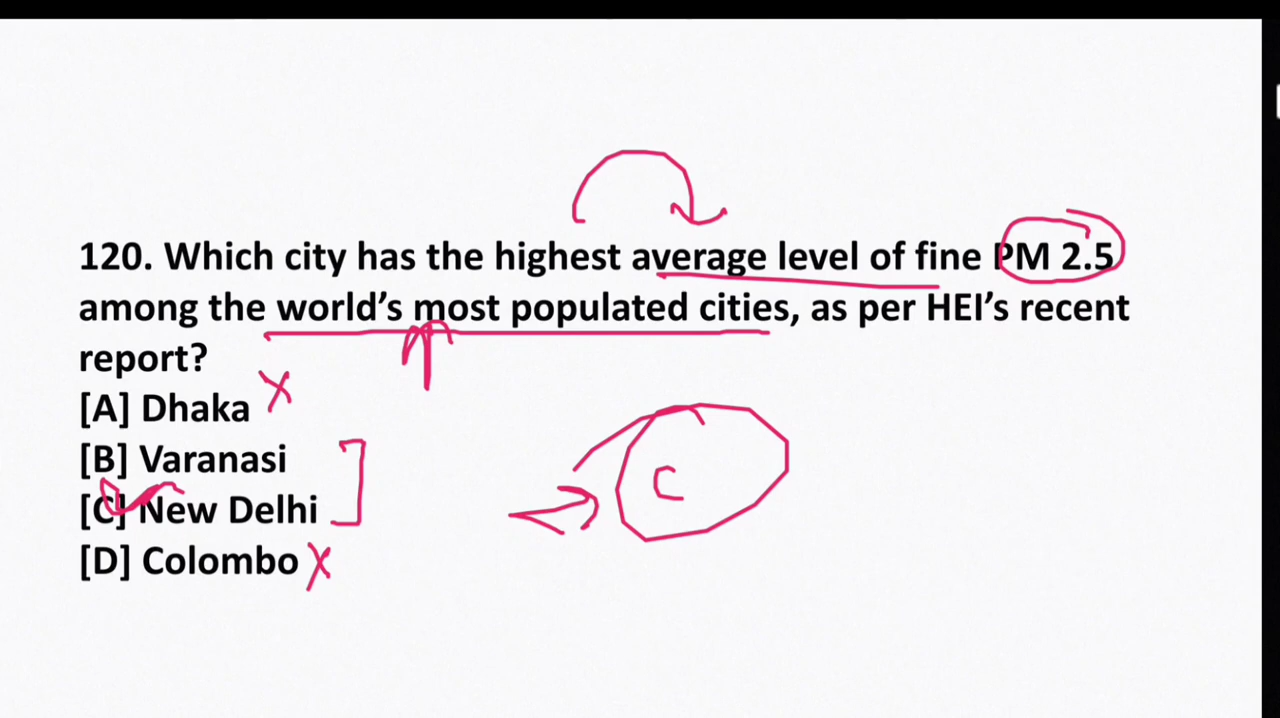 120. Which city has the highest average level of fine PM 2.5
among the world's most populated cities, as per HEI's recent
report?
[A] Dhaka X
[B] Varanasi
C
[C] New Delhi
[D] Colombo X